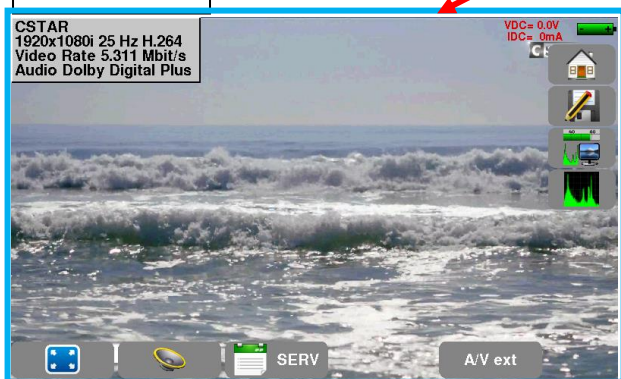 CSTAR
1920x1080i 25 Hz H.264
Video Rate 5.311 Mbit/s
Audio Dolby Digital Plus
VDC= 0.0V
IDC= 0mA
SERV
A/V ext